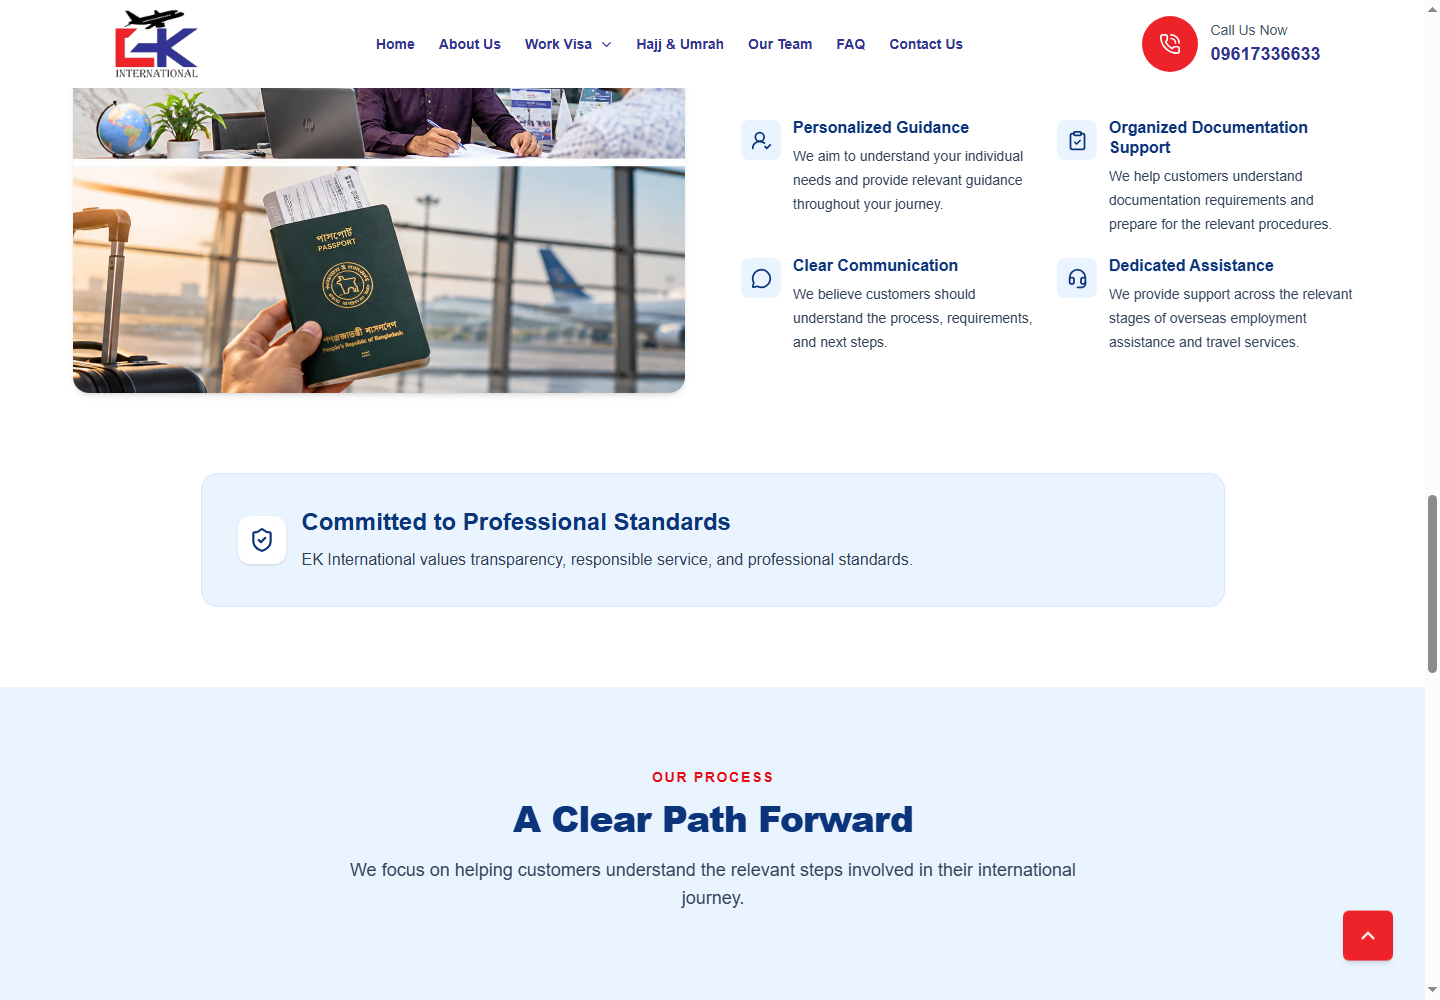 EK
INTERNATIONAL
Home
About Us
Work Visa
Hajj & Umrah
Our Team
FAQ
Contact Us
Call Us Now
09617336633
hp
পাসপোর্ট
PASSPORT
People's Republic of Bangladesh
Personalized Guidance
We aim to understand your individual
needs and provide relevant guidance
throughout your journey.
Organized Documentation
Support
We help customers understand
documentation requirements and
prepare for the relevant procedures.
Clear Communication
We believe customers should
understand the process, requirements,
and next steps.
Dedicated Assistance
We provide support across the relevant
stages of overseas employment
assistance and travel services.
Committed to Professional Standards
EK International values transparency, responsible service, and professional standards.
OUR PROCESS
A Clear Path Forward
We focus on helping customers understand the relevant steps involved in their international
journey.